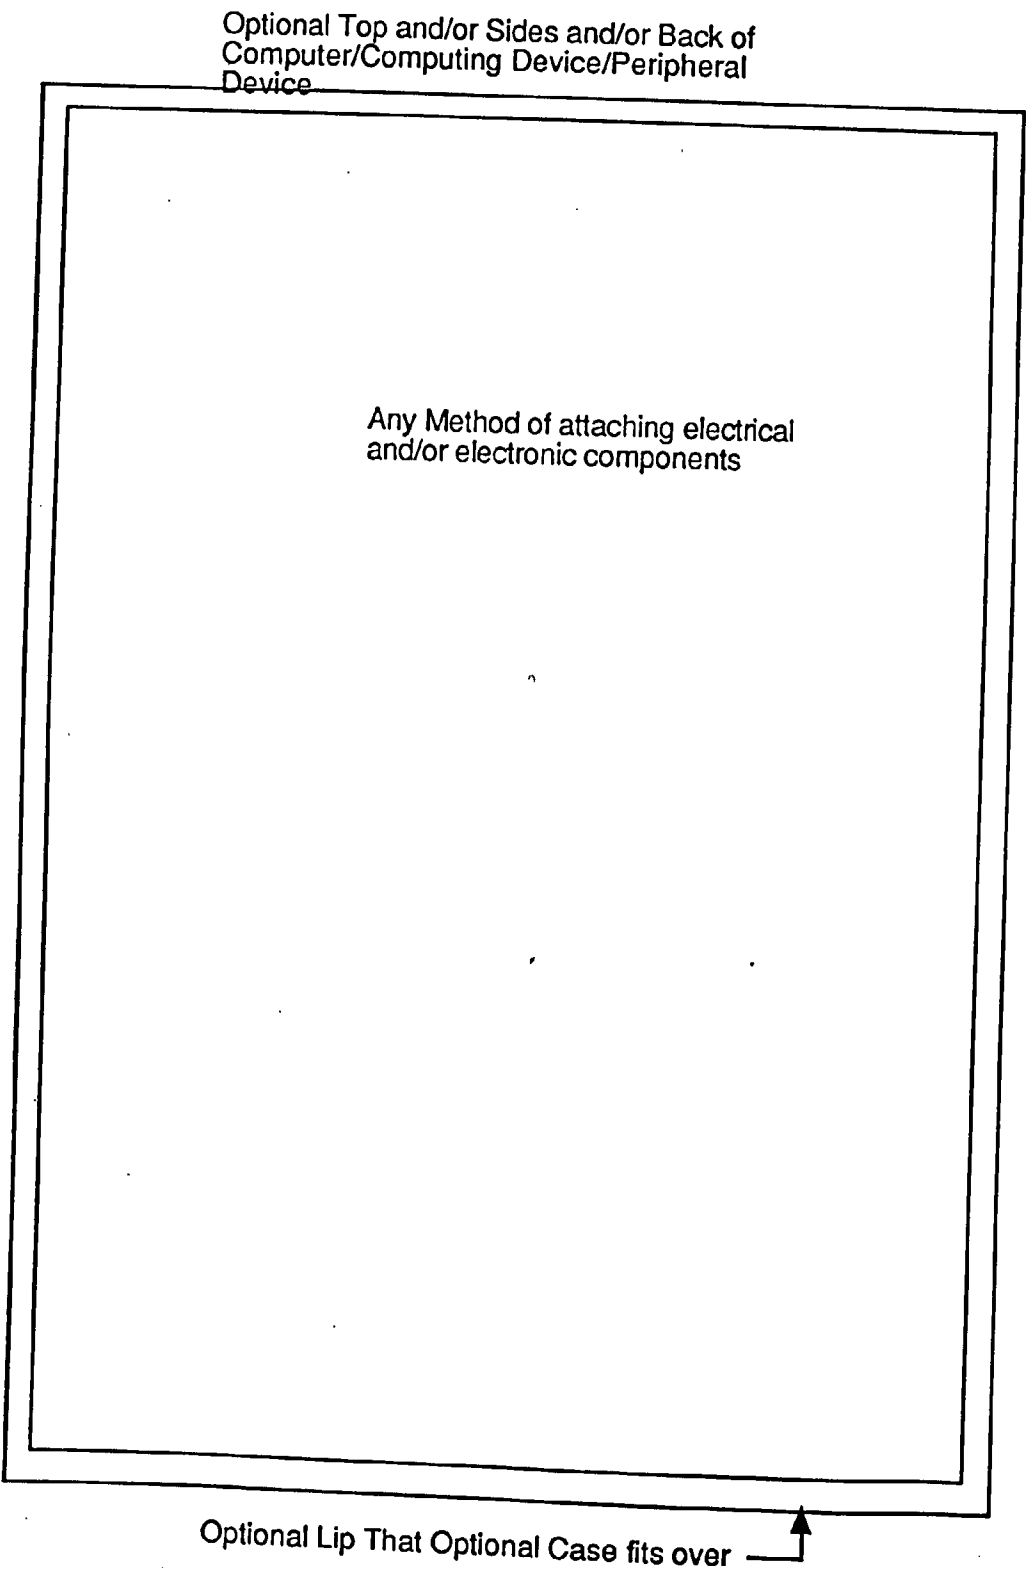 Optional Top and/or Sides and/or Back of
Computer/Computing Device/Peripheral
Device
Any Method of attaching electrical
and/or electronic components
Optional Lip That Optional Case fits over